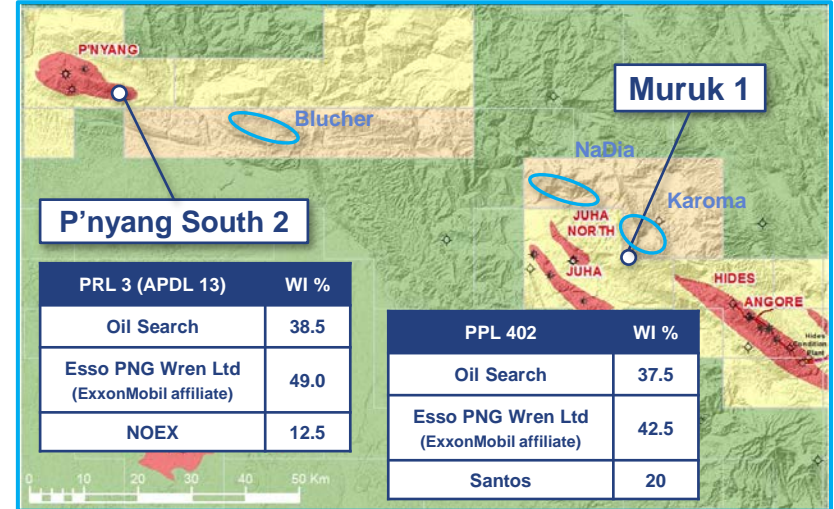 P'NYANG
Muruk 1
Blucher
NaDia
Karoma
P'nyang South 2
JUHA
NORTH
JUHA
HIDES
ANGORE
Hides
Condition
Plant
PRL 3 (APDL 13) WI %
Oil Search 38.5
Esso PNG Wren Ltd 49.0
(ExxonMobil affiliate)
NOEX 12.5
PPL 402 WI %
Oil Search 37.5
Esso PNG Wren Ltd 42.5
(ExxonMobil affiliate)
Santos 20
0 10 20 30 40 50 Km